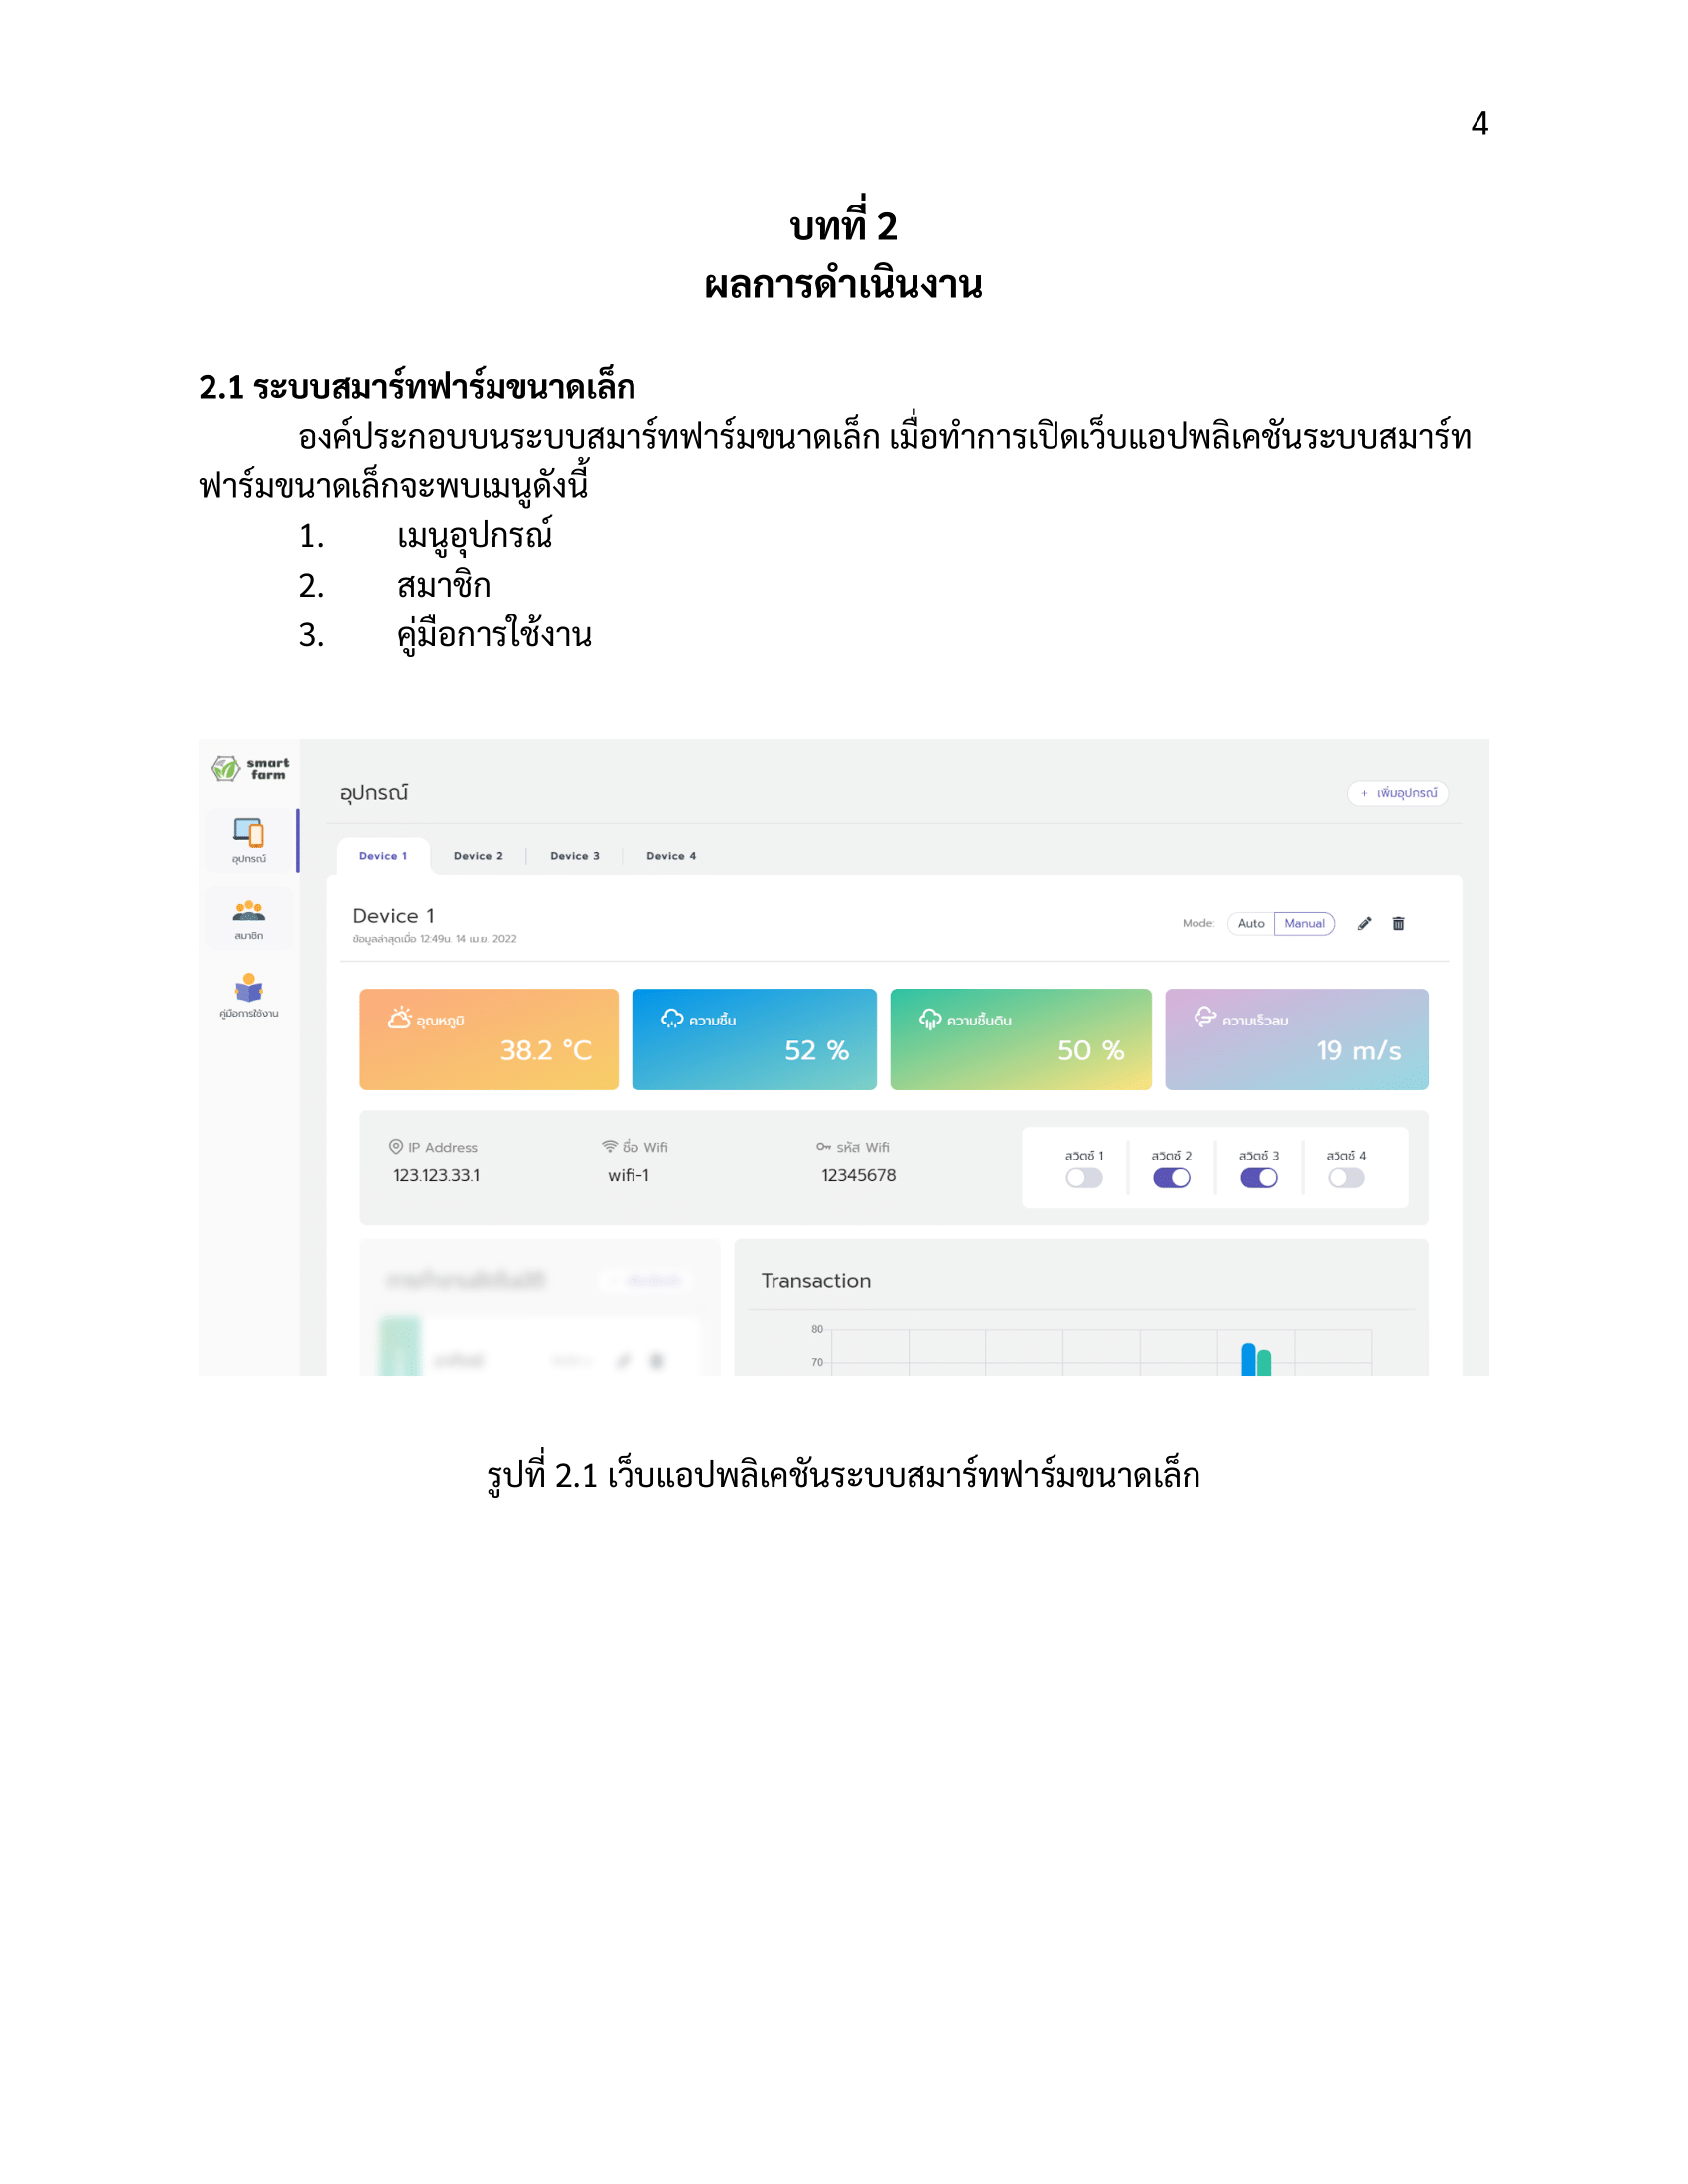 4
บทที่ 2
ผลการดำเนินงาน
2.1 ระบบสมาร์ทฟาร์มขนาดเล็ก
องค์ประกอบบนระบบสมาร์ทฟาร์มขนาดเล็ก เมื่อทำการเปิดเว็บแอปพลิเคชันระบบสมาร์ท
ฟาร์มขนาดเล็กจะพบเมนูดังนี้
1. เมนูอุปกรณ์
2. สมาชิก
3. คู่มือการใช้งาน
smart
farm
อุปกรณ์
+ เพิ่มอุปกรณ์
อุปกรณ์
สมาชิก
คู่มือการใช้งาน
Device 1 Device 2 Device 3 Device 4
Device 1
ข้อมูลล่าสุดเมื่อ 12:49น. 14 เม.ย. 2022
Mode: Auto Manual
อุณหภูมิ
38.2 °C
ความชื้น
52 %
ความชื้นดิน
50 %
ความเร็วลม
19 m/s
IP Address
123.123.33.1
ชื่อ Wifi
wifi-1
รหัส Wifi
12345678
สวิตช์ 1 สวิตช์ 2 สวิตช์ 3 สวิตช์ 4
Transaction
80
70
รูปที่ 2.1 เว็บแอปพลิเคชันระบบสมาร์ทฟาร์มขนาดเล็ก